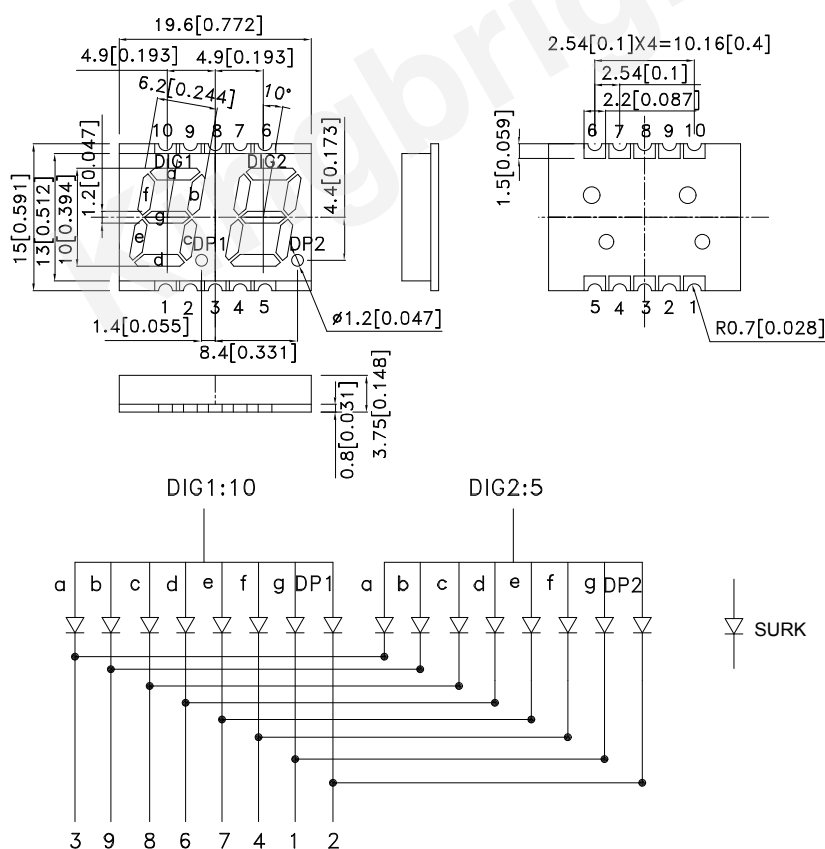 19.6[0.772]
4.9[0.193]
4.9[0.193]
6.2[0.244]
10°
10 9 8 7 6
DIG1
DIG2
a
f
b
g
e
c
d
DP1
DP2
1 2 3 4 5
15[0.591]
13[0.512]
10[0.394]
1.2[0.047]
4.4[0.173]
1.4[0.055]
8.4[0.331]
ø1.2[0.047]
2.54[0.1]X4=10.16[0.4]
2.54[0.1]
2.2[0.087]
6 7 8 9 10
1.5[0.059]
5 4 3 2 1
R0.7[0.028]
0.8[0.031]
3.75[0.148]
DIG1:10
DIG2:5
a b c d e f g DP1 a b c d e f g DP2
SURK
3 9 8 6 7 4 1 2
Kingbright